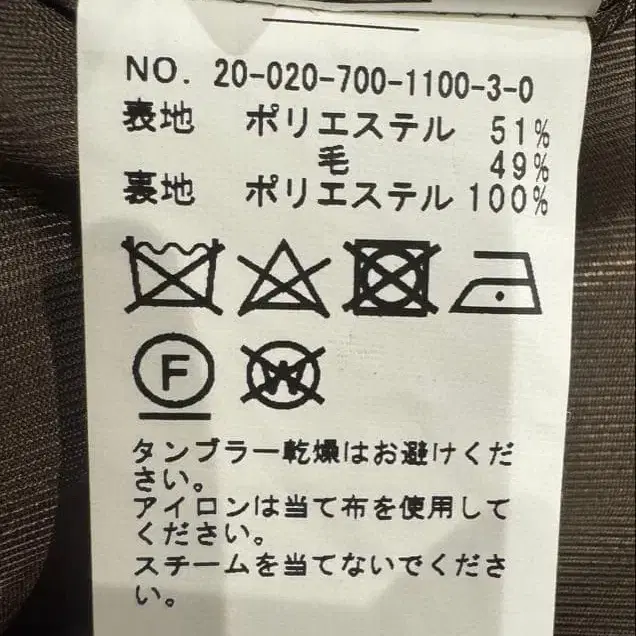 NO. 20-020-700-1100-3-0
表地 ポリエステル 51%
毛 49%
裏地 ポリエステル 100%
F
W
タンブラー乾燥はお避けくだ
さい。
アイロンは当て布を使用して
ください。
スチームを当てないでくださ
い。